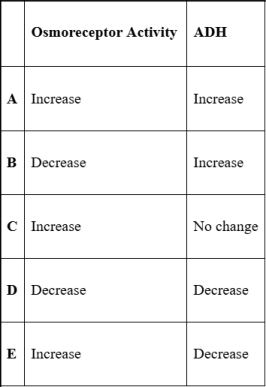 Osmoreceptor Activity ADH
A Increase Increase
B Decrease Increase
C Increase No change
D Decrease Decrease
E Increase Decrease